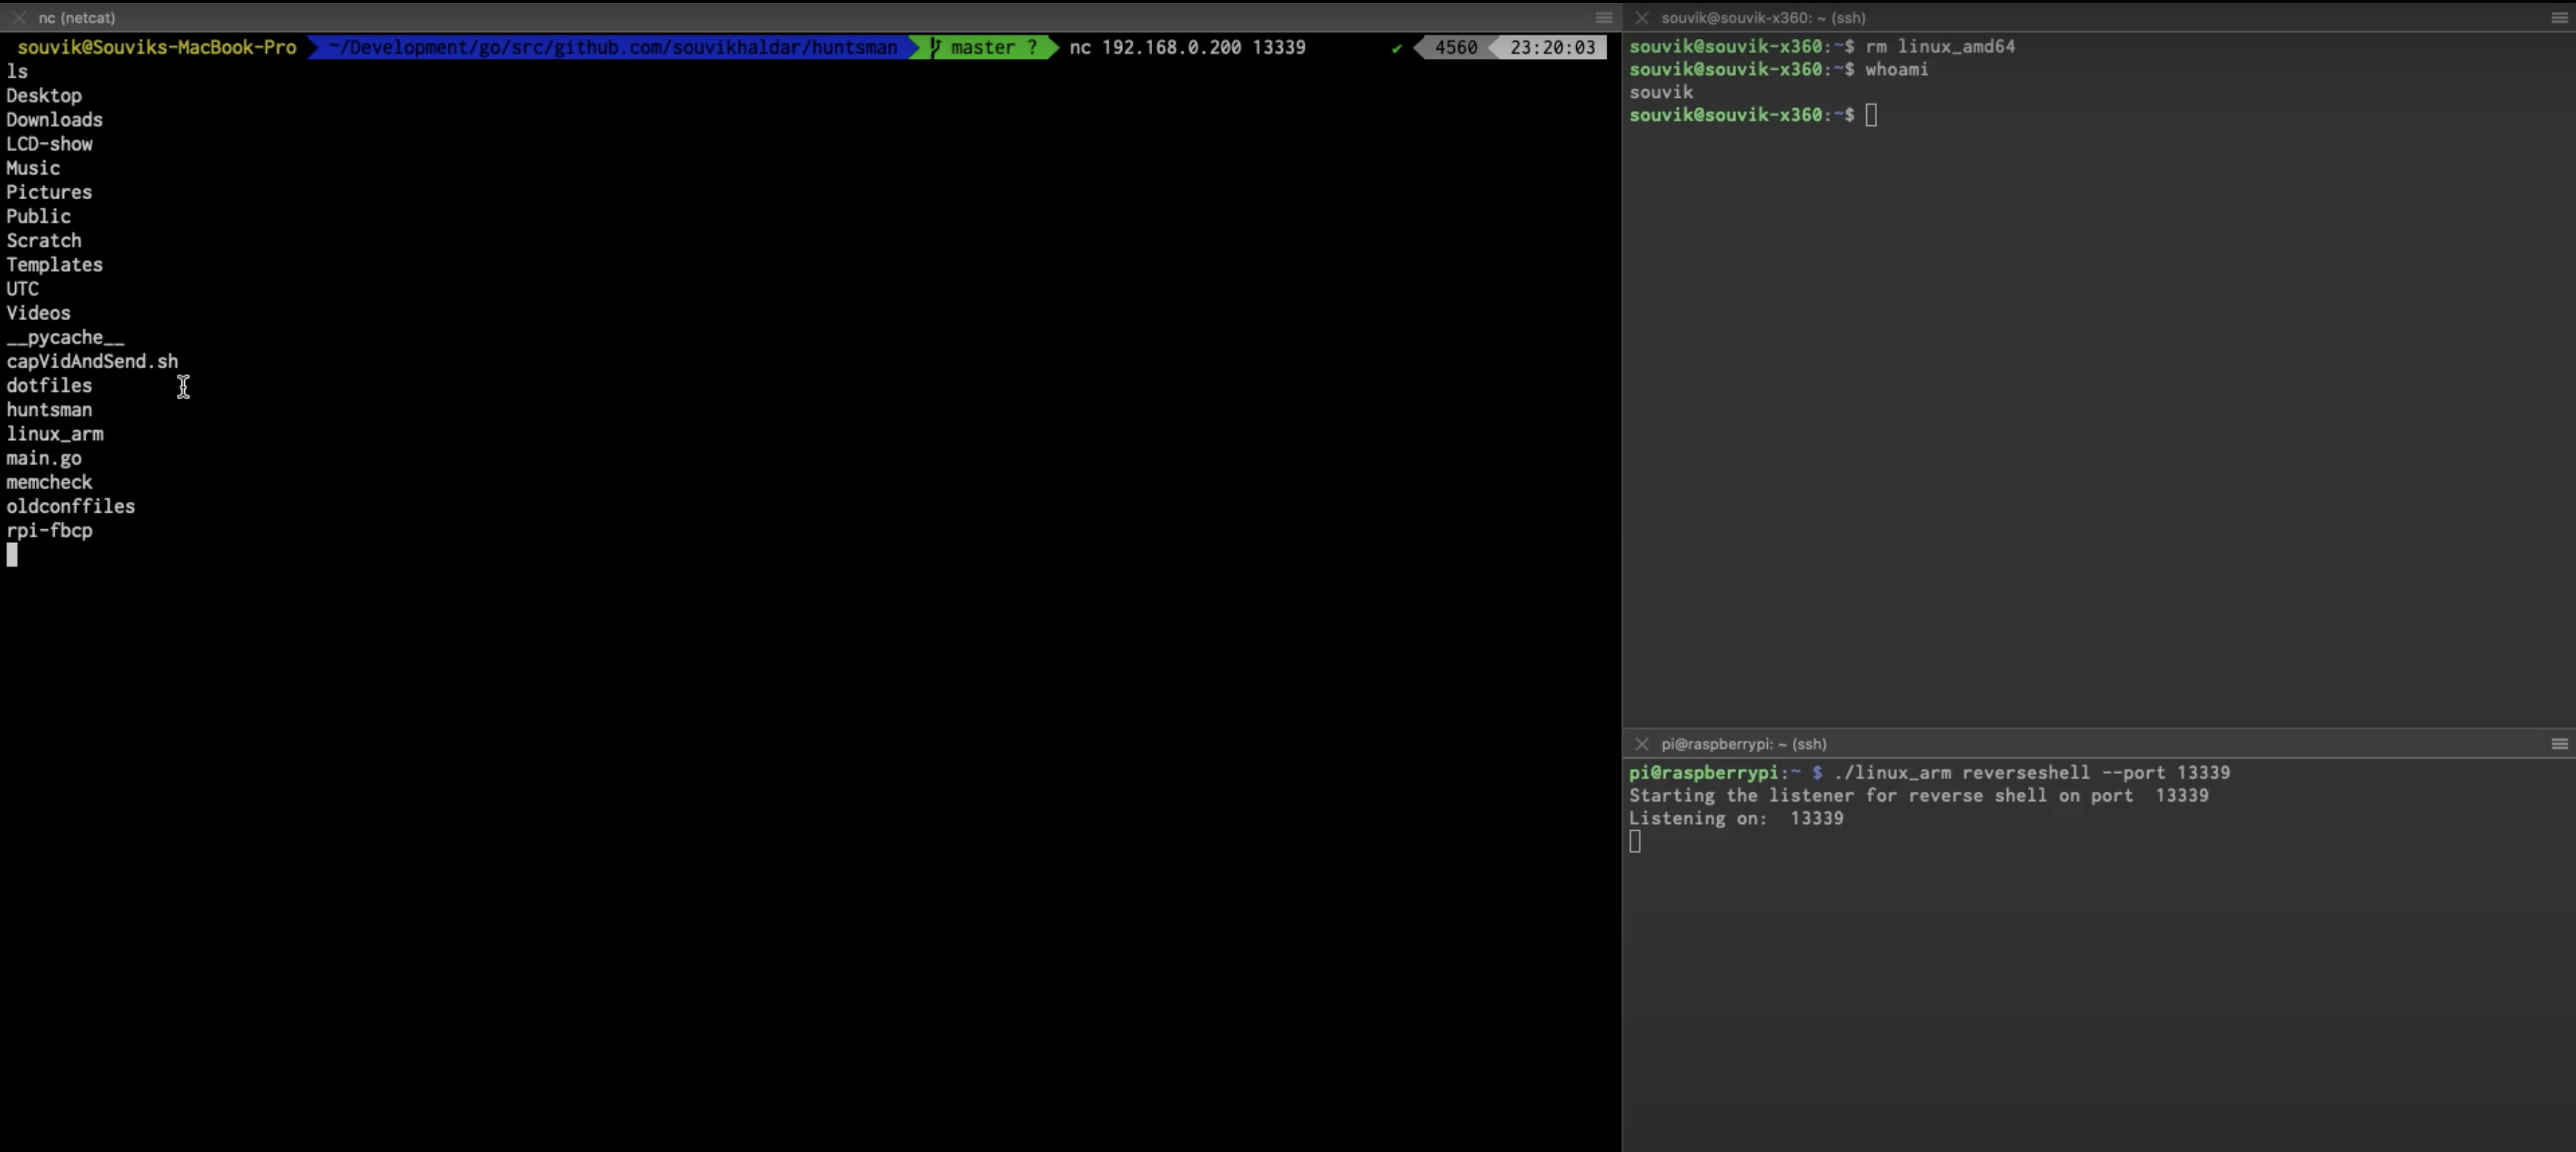 nc (netcat)
souvik@Souviks-MacBook-Pro ~/Development/go/src/github.com/souvikhaldar/huntsman master ? nc 192.168.0.200 13339 ✔ 4560 23:20:03
ls
Desktop
Downloads
LCD-show
Music
Pictures
Public
Scratch
Templates
UTC
Videos
__pycache__
capVidAndSend.sh
dotfiles
huntsman
linux_arm
main.go
memcheck
oldconffiles
rpi-fbcp
souvik@souvik-x360: ~ (ssh)
souvik@souvik-x360:~$ rm linux_amd64
souvik@souvik-x360:~$ whoami
souvik
souvik@souvik-x360:~$
pi@raspberrypi: ~ (ssh)
pi@raspberrypi:~ $ ./linux_arm reverseshell --port 13339
Starting the listener for reverse shell on port  13339
Listening on:  13339